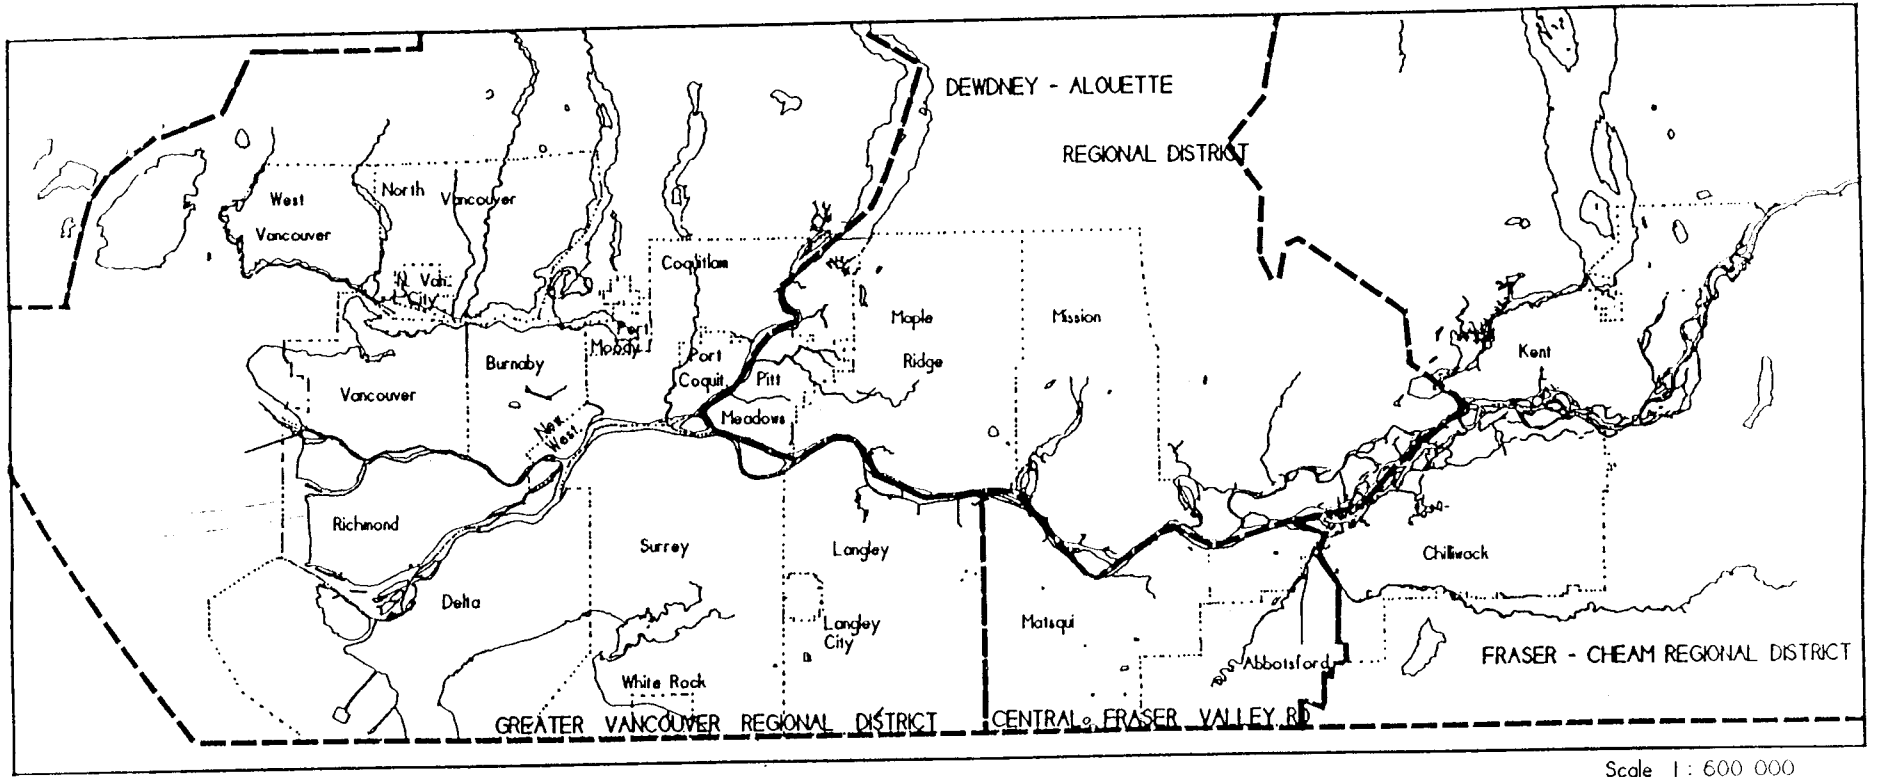 DEWDNEY - ALOUETTE
REGIONAL DISTRICT
West
Vancouver
North Vancouver
N. Van
City
Coquitlam
Port
Moody
Maple
Ridge
Mission
Kent
Burnaby
Port
Coquit.
Pitt
Meadows
Vancouver
New
West.
Richmond
Surrey
Langley
Chilliwack
Delta
Langley
City
Matsqui
Abbotsford
White Rock
FRASER - CHEAM REGIONAL DISTRICT
GREATER VANCOUVER REGIONAL DISTRICT
CENTRAL FRASER VALLEY RD
Scale 1 : 600 000